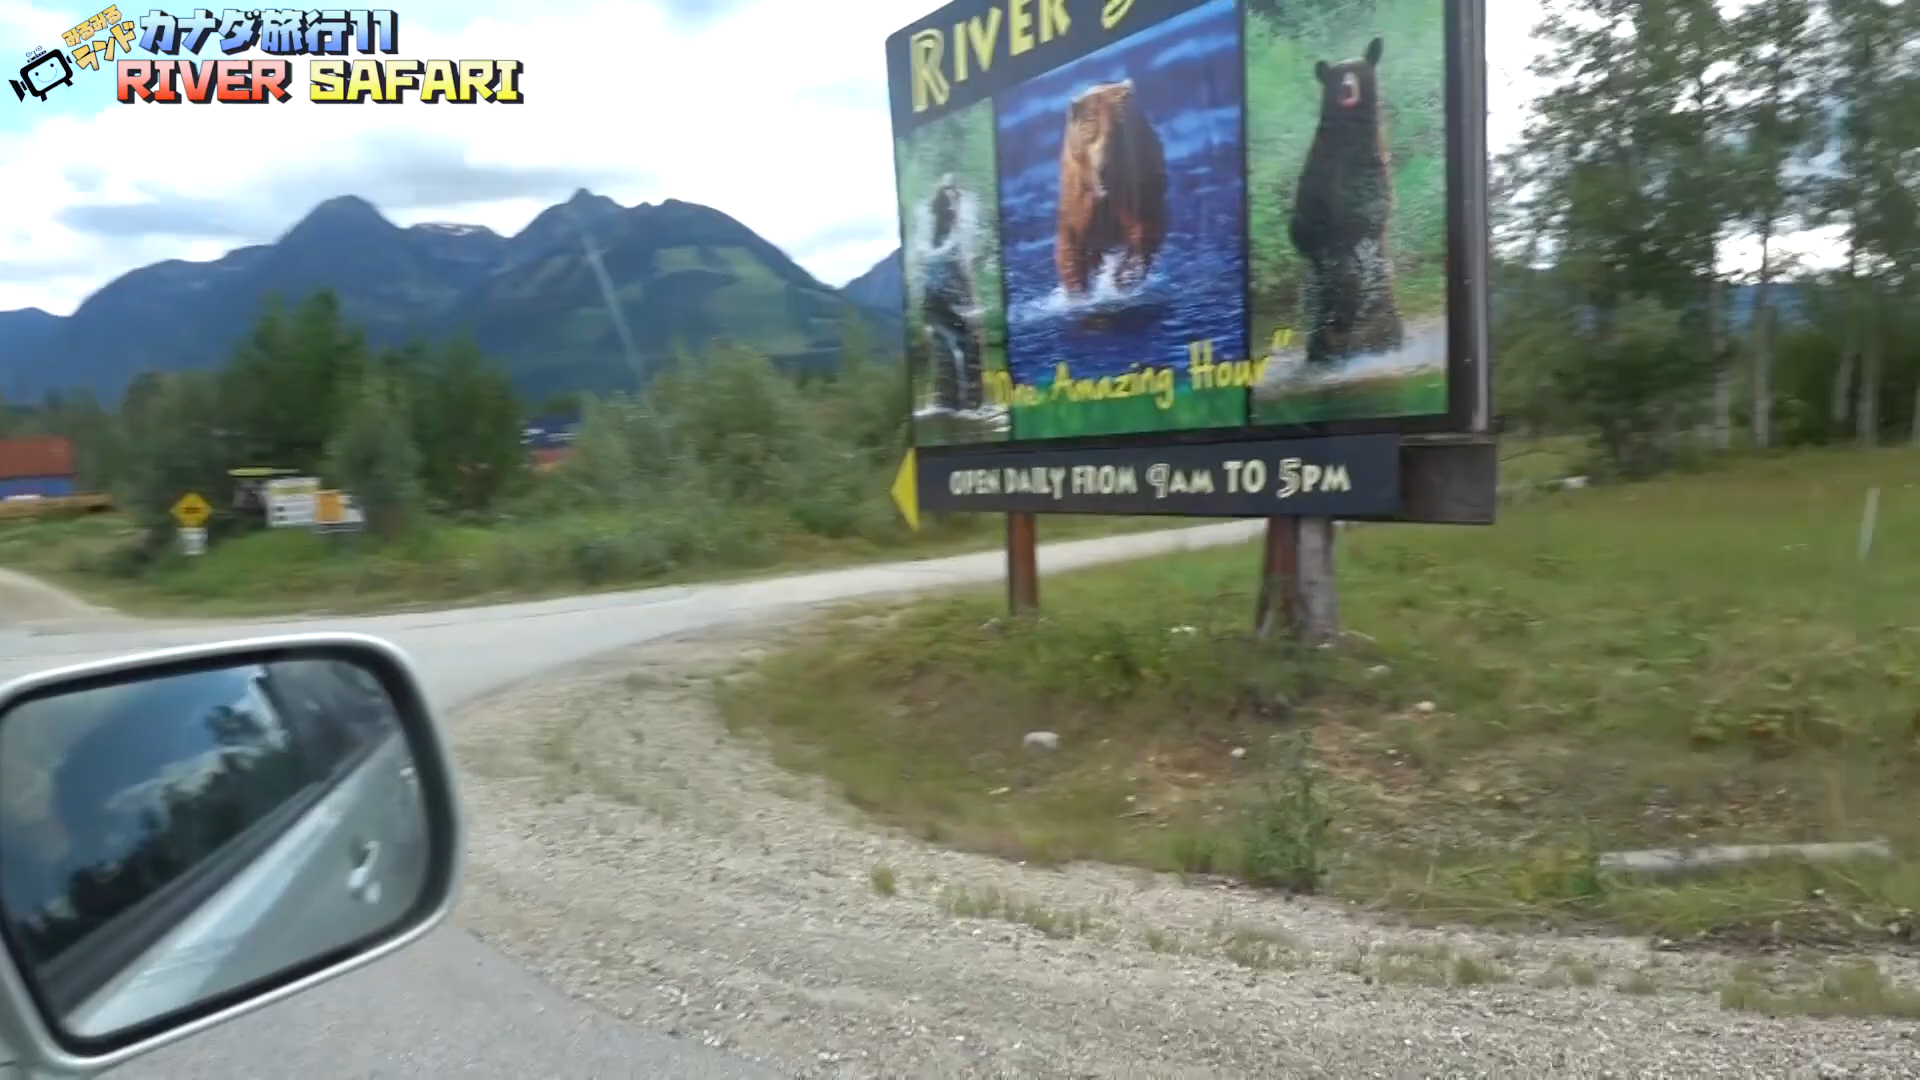 みるみる
ランド
カナダ旅行11
RIVER SAFARI
RIVER
"One Amazing Hour"
OPEN DAILY FROM 9AM TO 5PM